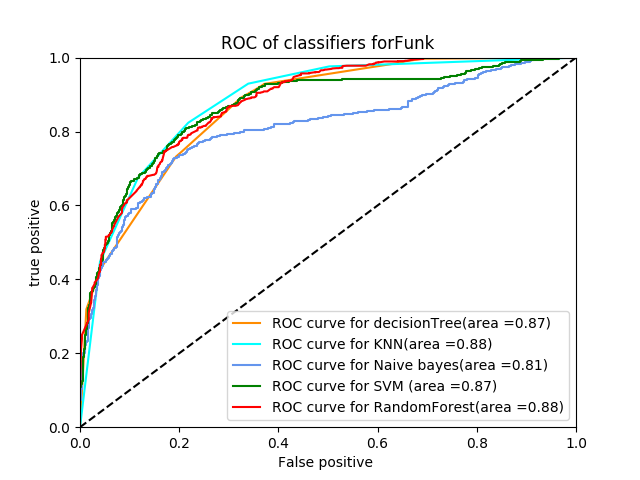 ROC of classifiers forFunk
true positive
1.0
0.8
0.6
0.4
0.2
0.0
ROC curve for decisionTree(area =0.87)
ROC curve for KNN(area =0.88)
ROC curve for Naive bayes(area =0.81)
ROC curve for SVM (area =0.87)
ROC curve for RandomForest(area =0.88)
0.0 0.2 0.4 0.6 0.8 1.0
False positive